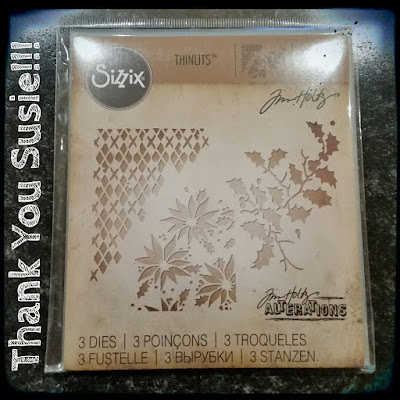 Thank You Susie!!!
Sizzix
THINLITS™
Tim Holtz
Tim Holtz
ALTERATIONS
3 DIES | 3 POINÇONS | 3 TROQUELES
3 FUSTELLE | 3 ВЫРУБКИ | 3 STANZEN